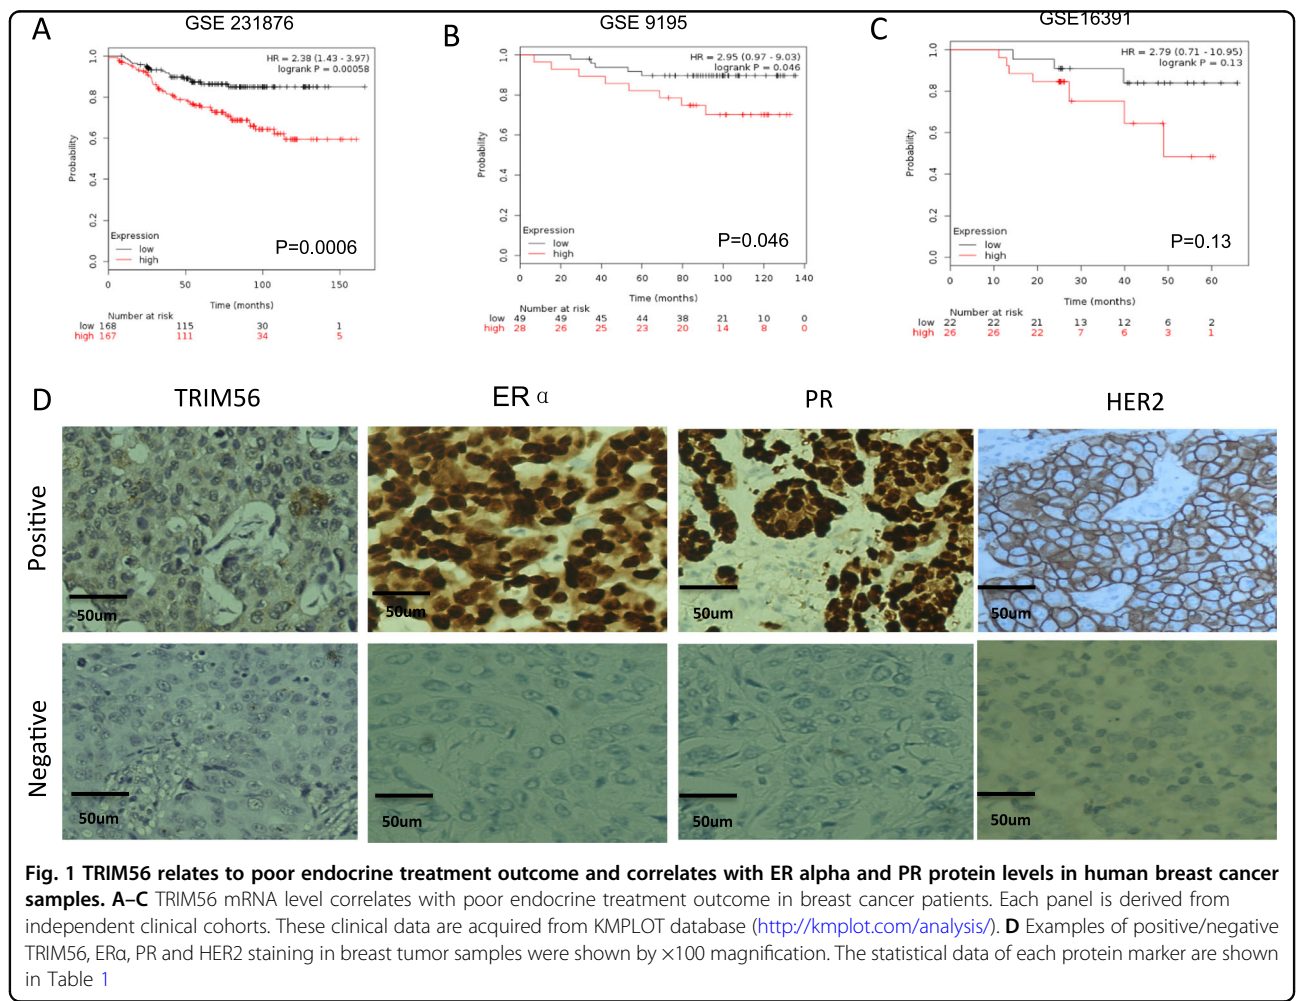 A
GSE 231876
HR = 2.38 (1.43 - 3.97)
logrank P = 0.00058
1.0
0.8
0.6
0.4
0.2
0.0
Probability
Expression
low
high
P=0.0006
0 50 100 150
Time (months)
Number at risk
low 168 115 30 1
high 167 111 34 5
B
GSE 9195
HR = 2.95 (0.97 - 9.03)
logrank P = 0.046
1.0
0.8
0.6
0.4
0.2
0.0
Probability
Expression
low
high
P=0.046
0 20 40 60 80 100 120 140
Time (months)
Number at risk
low 49 49 45 44 38 21 10 0
high 28 26 25 23 20 14 8 0
C
GSE16391
HR = 2.79 (0.71 - 10.95)
logrank P = 0.13
1.0
0.8
0.6
0.4
0.2
0.0
Probability
Expression
low
high
P=0.13
0 10 20 30 40 50 60
Time (months)
Number at risk
low 22 22 21 13 12 6 2
high 26 26 22 7 6 3 1
D
TRIM56 ER α PR HER2
Positive
50um 50um 50um 50um
Negative
50um 50um 50um 50um
Fig. 1 TRIM56 relates to poor endocrine treatment outcome and correlates with ER alpha and PR protein levels in human breast cancer
samples. A–C TRIM56 mRNA level correlates with poor endocrine treatment outcome in breast cancer patients. Each panel is derived from
independent clinical cohorts. These clinical data are acquired from KMPLOT database (http://kmplot.com/analysis/). D Examples of positive/negative
TRIM56, ERα, PR and HER2 staining in breast tumor samples were shown by ×100 magnification. The statistical data of each protein marker are shown
in Table 1